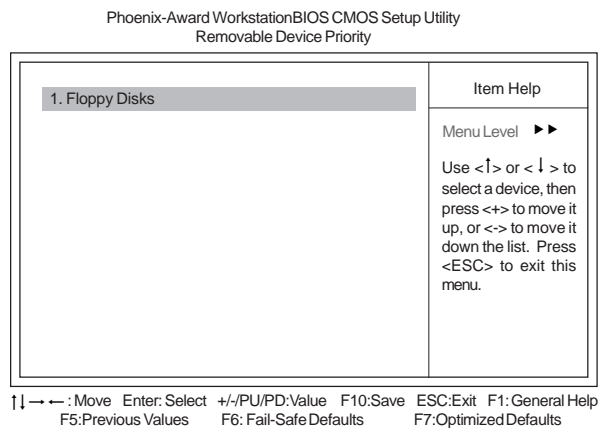 Phoenix-Award WorkstationBIOS CMOS Setup Utility
Removable Device Priority
1. Floppy Disks
Item Help
Menu Level ►►
Use <↑> or < ↓ > to
select a device, then
press <+> to move it
up, or <-> to move it
down the list. Press
<ESC> to exit this
menu.
↑↓→←: Move Enter: Select +/-/PU/PD:Value F10:Save ESC:Exit F1: General Help
F5:Previous Values F6: Fail-Safe Defaults F7:Optimized Defaults